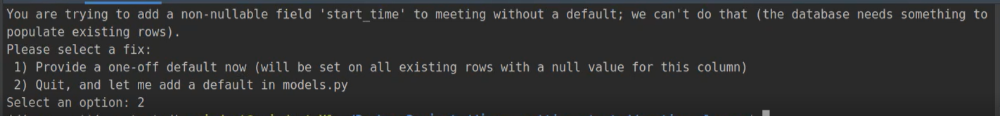 You are trying to add a non-nullable field 'start_time' to meeting without a default; we can't do that (the database needs something to
populate existing rows).
Please select a fix:
 1) Provide a one-off default now (will be set on all existing rows with a null value for this column)
 2) Quit, and let me add a default in models.py
Select an option: 2